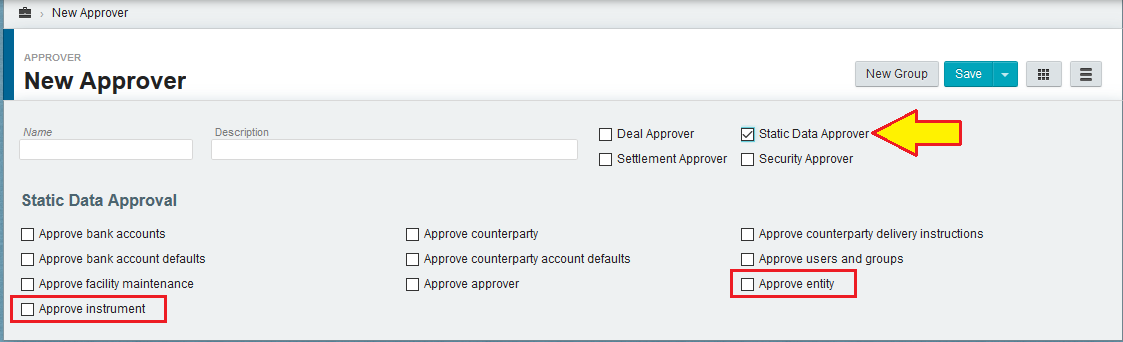 New Approver
APPROVER
New Approver
New Group
Save
Name
Description
Deal Approver
Static Data Approver
Settlement Approver
Security Approver
Static Data Approval
Approve bank accounts
Approve counterparty
Approve counterparty delivery instructions
Approve bank account defaults
Approve counterparty account defaults
Approve users and groups
Approve facility maintenance
Approve approver
Approve entity
Approve instrument